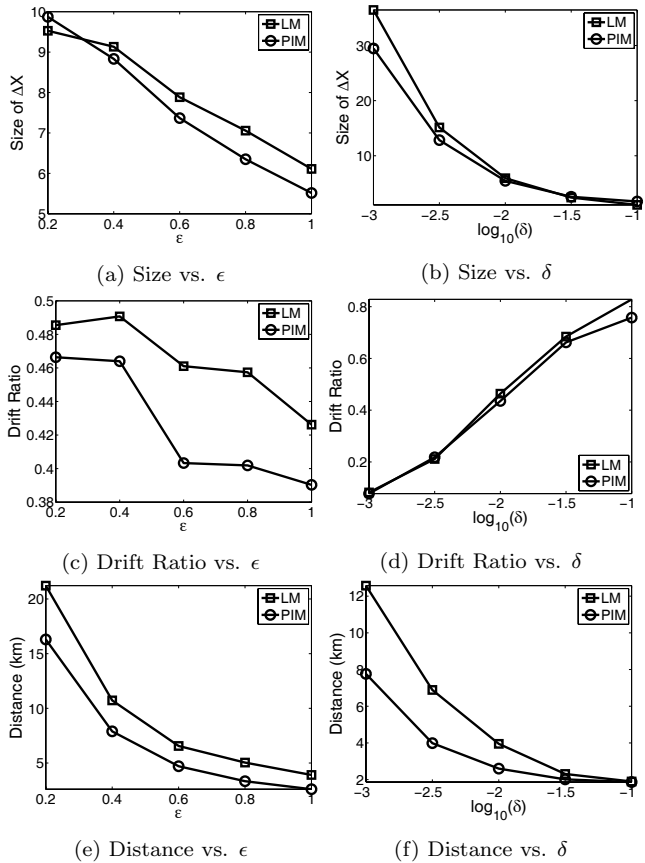 10
9
8
7
6
5
Size of ΔX
LM
PIM
0.2 0.4 0.6 0.8 1
ε
(a) Size vs. ϵ
30
20
10
Size of ΔX
LM
PIM
−3 −2.5 −2 −1.5 −1
log10(δ)
(b) Size vs. δ
0.5
0.48
0.46
0.44
0.42
0.4
0.38
Drift Ratio
LM
PIM
0.2 0.4 0.6 0.8 1
ε
(c) Drift Ratio vs. ϵ
0.8
0.6
0.4
0.2
Drift Ratio
LM
PIM
−3 −2.5 −2 −1.5 −1
log10(δ)
(d) Drift Ratio vs. δ
20
15
10
5
Distance (km)
LM
PIM
0.2 0.4 0.6 0.8 1
ε
(e) Distance vs. ϵ
12
10
8
6
4
2
Distance (km)
LM
PIM
−3 −2.5 −2 −1.5 −1
log10(δ)
(f) Distance vs. δ